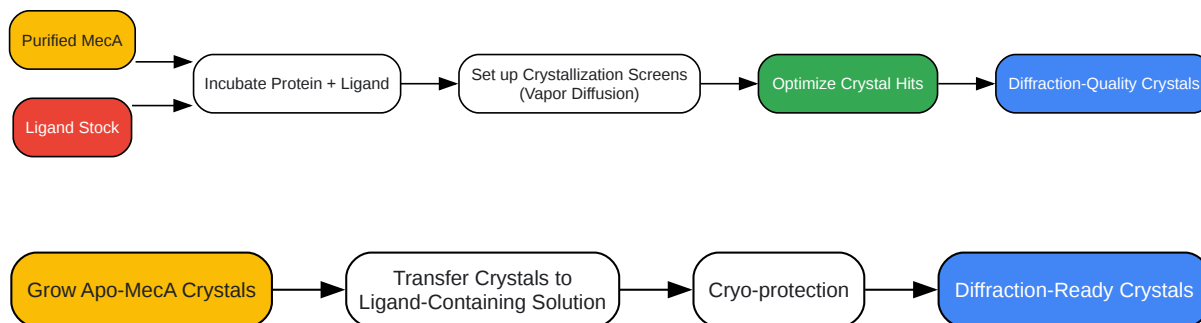 Purified MecA
Ligand Stock
Incubate Protein + Ligand
Set up Crystallization Screens
(Vapor Diffusion)
Optimize Crystal Hits
Diffraction-Quality Crystals
Grow Apo-MecA Crystals
Transfer Crystals to
Ligand-Containing Solution
Cryo-protection
Diffraction-Ready Crystals